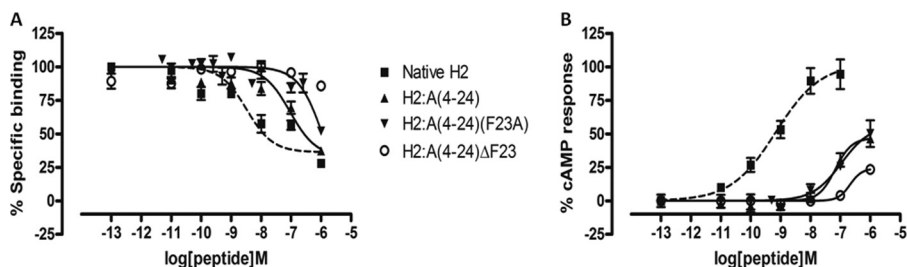 A
% Specific binding
125
100
75
50
25
0
-25
-13 -12 -11 -10 -9 -8 -7 -6 -5
log[peptide]M
Native H2
H2:A(4-24)
H2:A(4-24)(F23A)
H2:A(4-24)ΔF23
B
% cAMP response
125
100
75
50
25
0
-25
-13 -12 -11 -10 -9 -8 -7 -6 -5
log[peptide]M